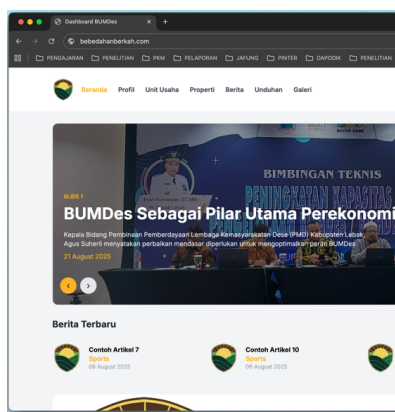 Dashboard BUMDes
bebedahanberkah.com
PENGAJARAN PENELITIAN PKM PELAPORAN JAFUNG PINTER DAPODIK PENELITIAN
Beranda Profil Unit Usaha Properti Berita Unduhan Galeri
BIMBINGAN TEKNIS
PENINGKATAN KAPASITAS
SLIDE 1
BUMDes Sebagai Pilar Utama Perekonomi
Kepala Bidang Pembinaan Pemberdayaan Lembaga Kemasyarakatan Desa (PMD) Kabupaten Lebak,
Agus Suherli menyatakan perbaikan mendasar diperlukan untuk mengoptimalkan peran BUMDes
21 August 2025
Berita Terbaru
Contoh Artikel 7
Sports
08 August 2025
Contoh Artikel 10
Sports
08 August 2025